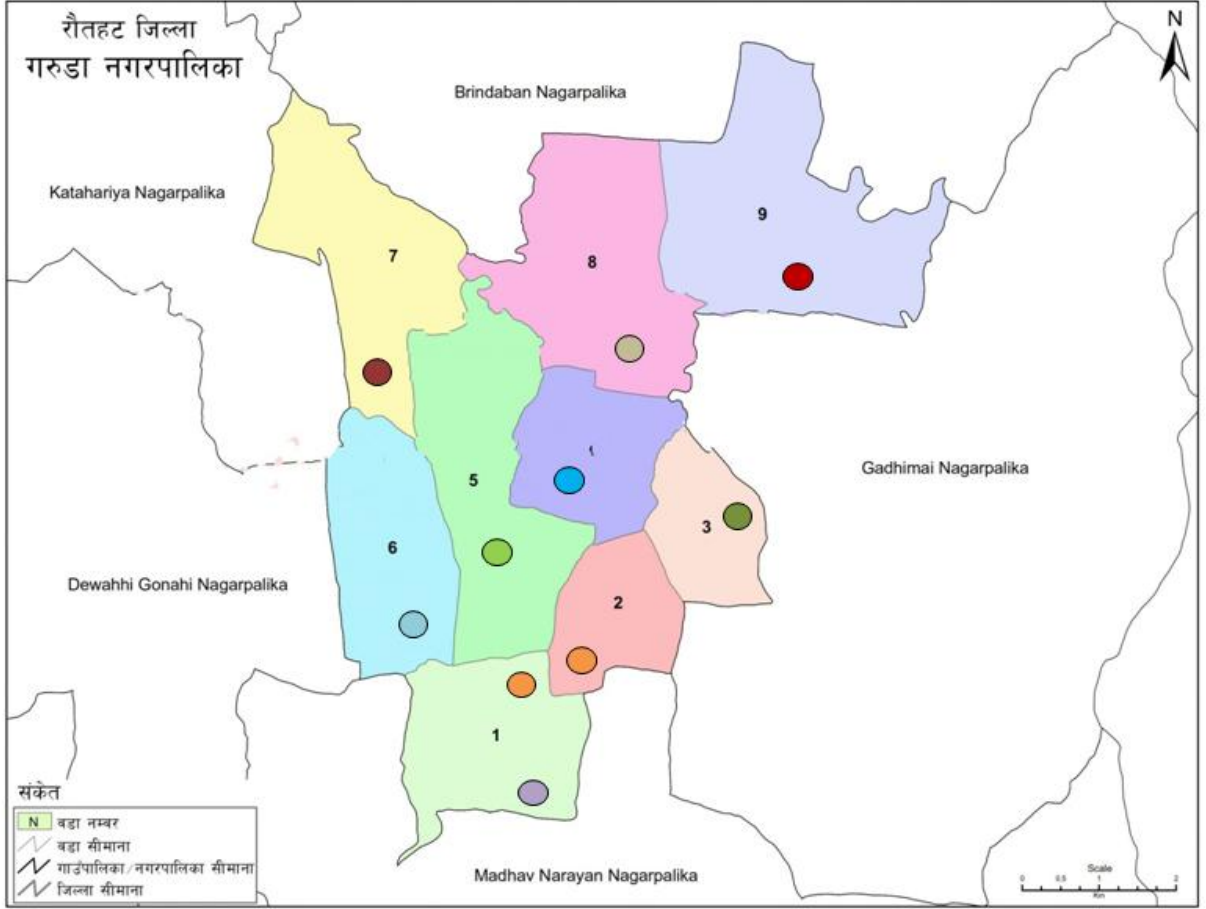 रौतहट जिल्ला
गरुडा नगरपालिका
N
Brindaban Nagarpalika
Katahariya Nagarpalika
9
7
8
Gadhimai Nagarpalika
5
3
6
Dewahhi Gonahi Nagarpalika
2
1
संकेत
N वडा नम्बर
वडा सीमाना
गाउँपालिका/नगरपालिका सीमाना
जिल्ला सीमाना
Madhav Narayan Nagarpalika
Scale
0 0.5 1 2
Km